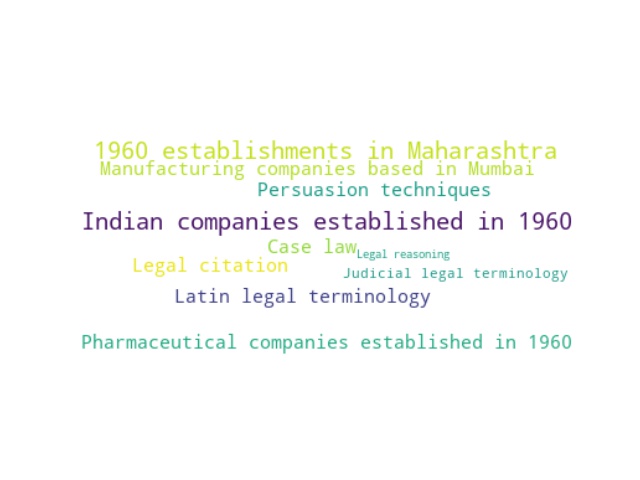 1960 establishments in Maharashtra
Manufacturing companies based in Mumbai
Persuasion techniques
Indian companies established in 1960
Case law
Legal reasoning
Legal citation
Judicial legal terminology
Latin legal terminology
Pharmaceutical companies established in 1960